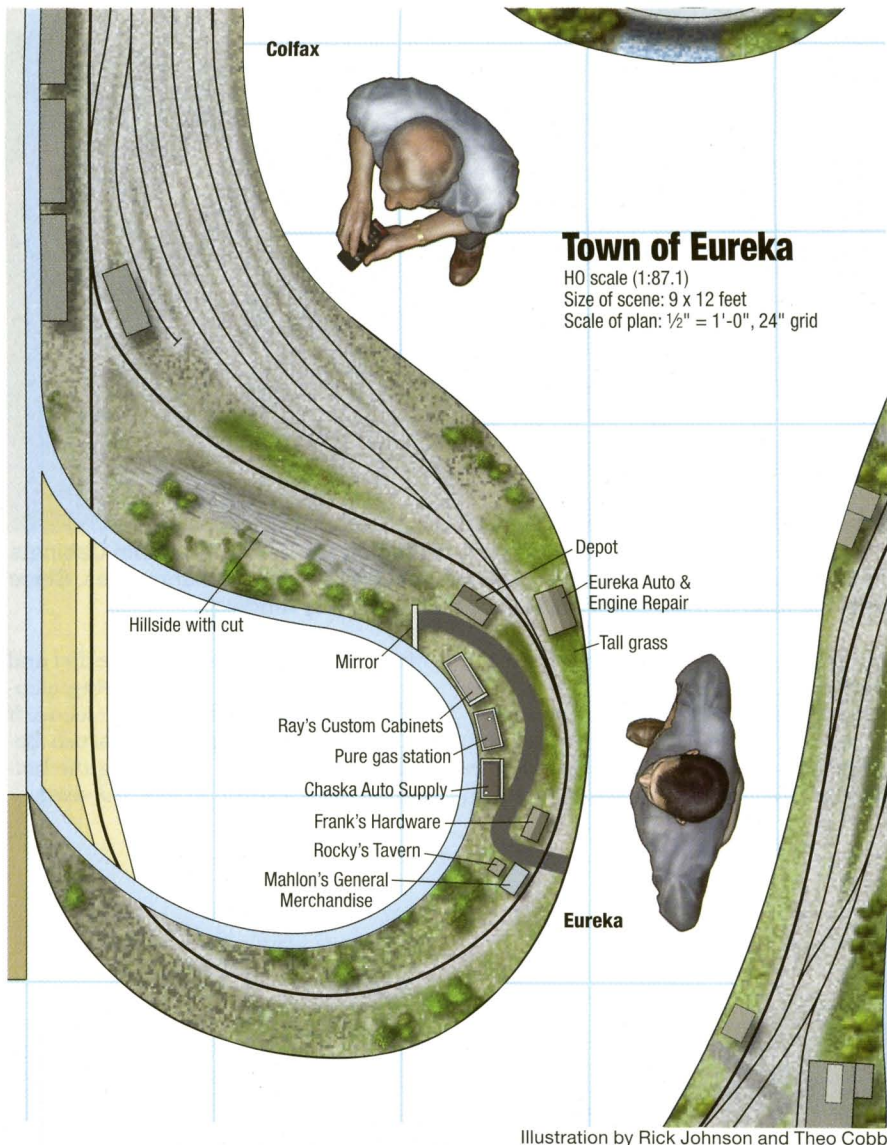 Colfax
Town of Eureka
HO scale (1:87.1)
Size of scene: 9 x 12 feet
Scale of plan: ½" = 1'-0", 24" grid
Depot
Eureka Auto &
Engine Repair
Tall grass
Hillside with cut
Mirror
Ray's Custom Cabinets
Pure gas station
Chaska Auto Supply
Frank's Hardware
Rocky's Tavern
Mahlon's General
Merchandise
Eureka
Illustration by Rick Johnson and Theo Cobb